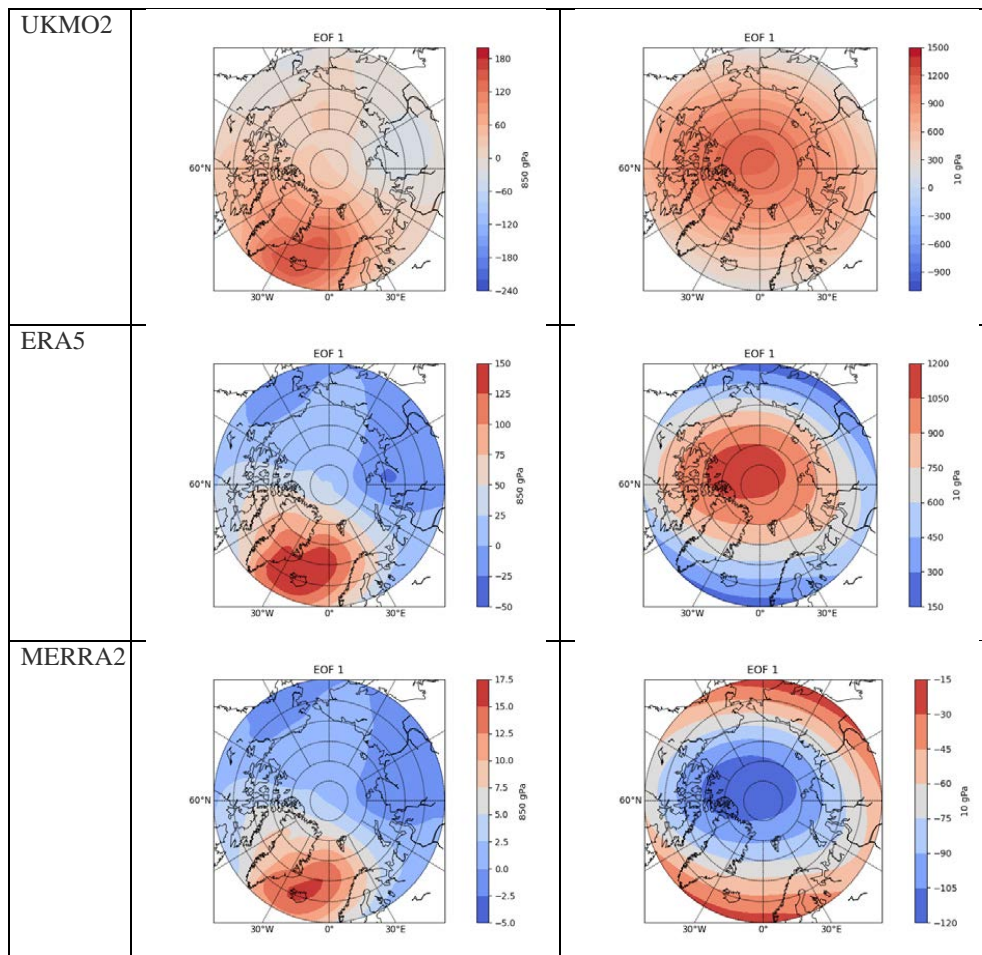 UKMO2
EOF 1
60°N
30°W
0°
30°E
180
120
60
0
−60
−120
−180
−240
850 gPa
EOF 1
60°N
30°W
0°
30°E
1500
1200
900
600
300
0
−300
−600
−900
10 gPa
ERA5
EOF 1
60°N
30°W
0°
30°E
150
125
100
75
50
25
0
−25
−50
850 gPa
EOF 1
60°N
30°W
0°
30°E
1200
1050
900
750
600
450
300
150
10 gPa
MERRA2
EOF 1
60°N
30°W
0°
30°E
17.5
15.0
12.5
10.0
7.5
5.0
2.5
0.0
−2.5
−5.0
850 gPa
EOF 1
60°N
30°W
0°
30°E
−15
−30
−45
−60
−75
−90
−105
−120
10 gPa